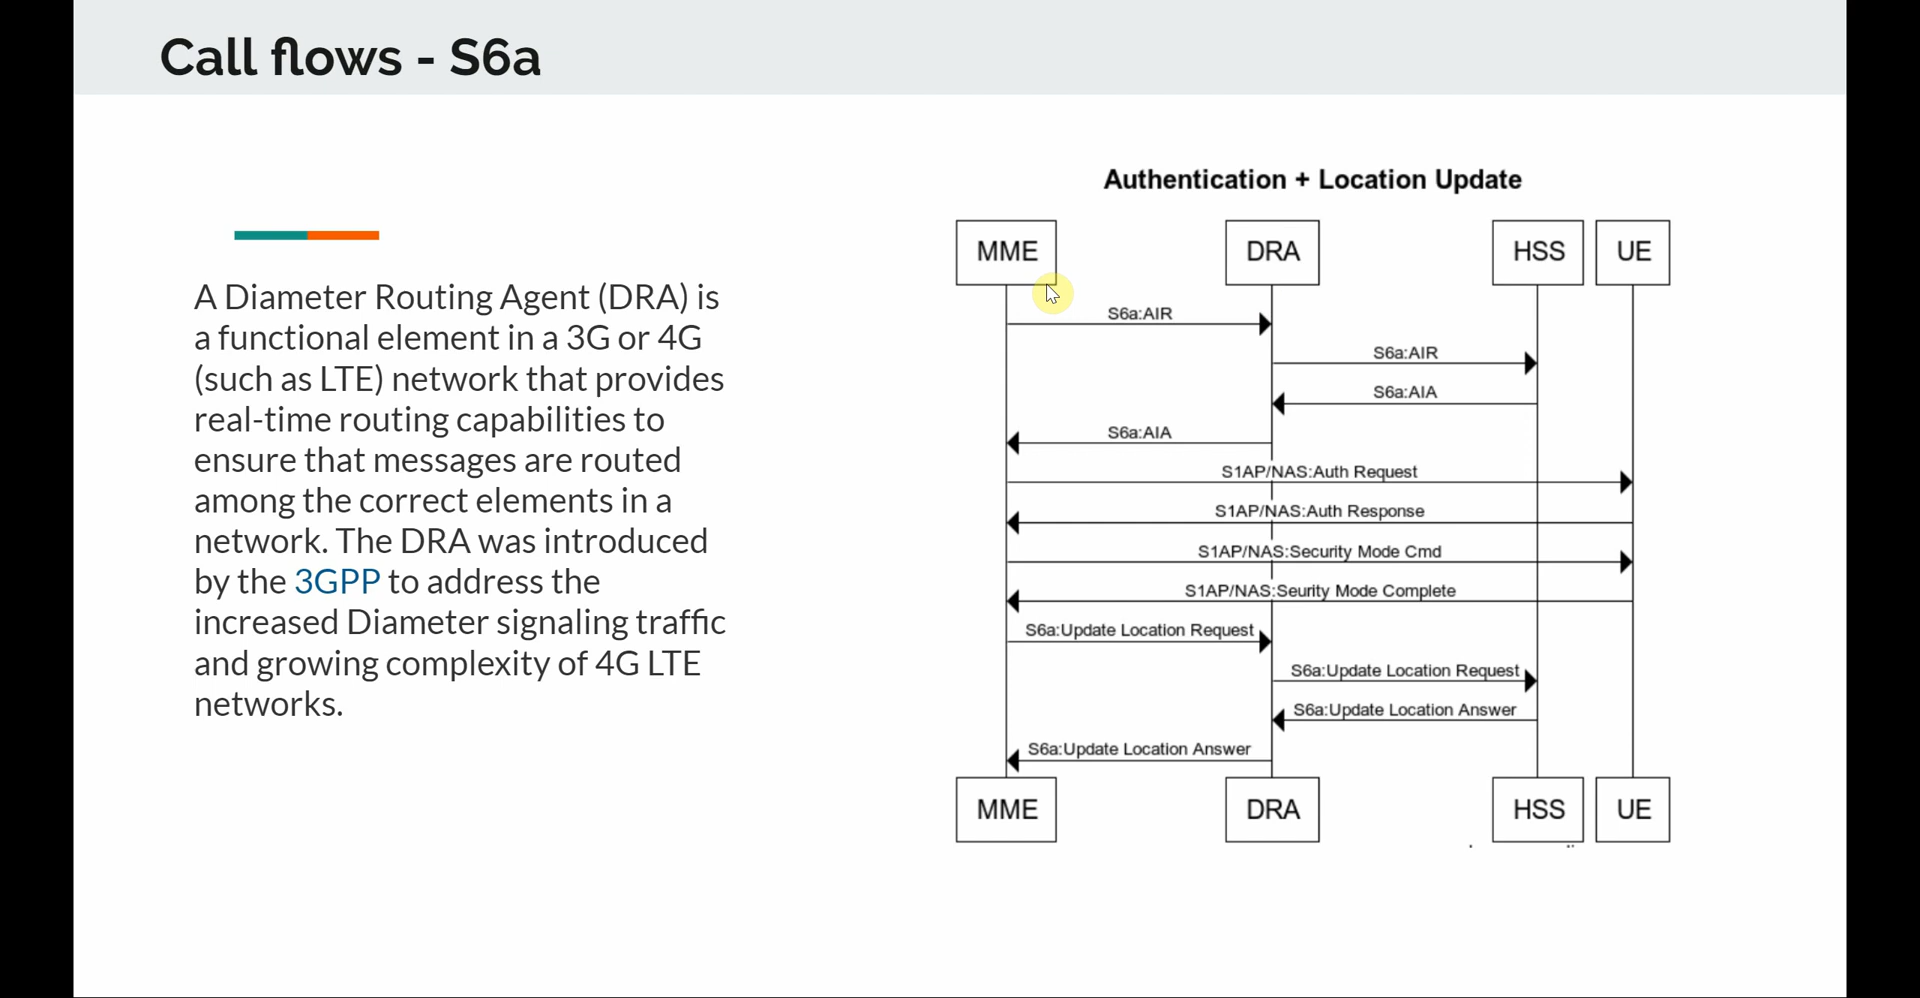 Call flows - S6a
A Diameter Routing Agent (DRA) is
a functional element in a 3G or 4G
(such as LTE) network that provides
real-time routing capabilities to
ensure that messages are routed
among the correct elements in a
network. The DRA was introduced
by the 3GPP to address the
increased Diameter signaling traffic
and growing complexity of 4G LTE
networks.
Authentication + Location Update
MME DRA HSS UE
S6a:AIR
S6a:AIR
S6a:AIA
S6a:AIA
S1AP/NAS:Auth Request
S1AP/NAS:Auth Response
S1AP/NAS:Security Mode Cmd
S1AP/NAS:Seurity Mode Complete
S6a:Update Location Request
S6a:Update Location Request
S6a:Update Location Answer
S6a:Update Location Answer
MME DRA HSS UE